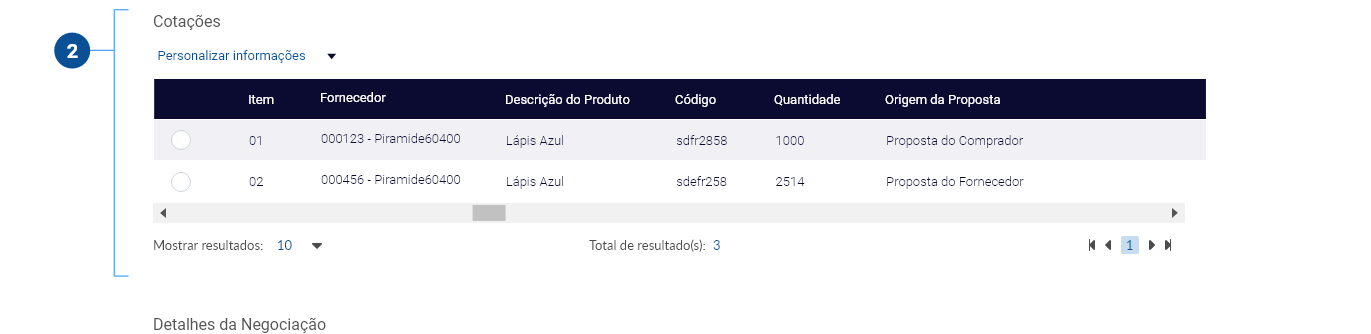 Cotações
2
Personalizar informações
Item Fornecedor Descrição do Produto Código Quantidade Origem da Proposta
01 000123 - Piramide60400 Lápis Azul sdfr2858 1000 Proposta do Comprador
02 000456 - Piramide60400 Lápis Azul sdefr258 2514 Proposta do Fornecedor
Mostrar resultados: 10 Total de resultado(s): 3 1
Detalhes da Negociação